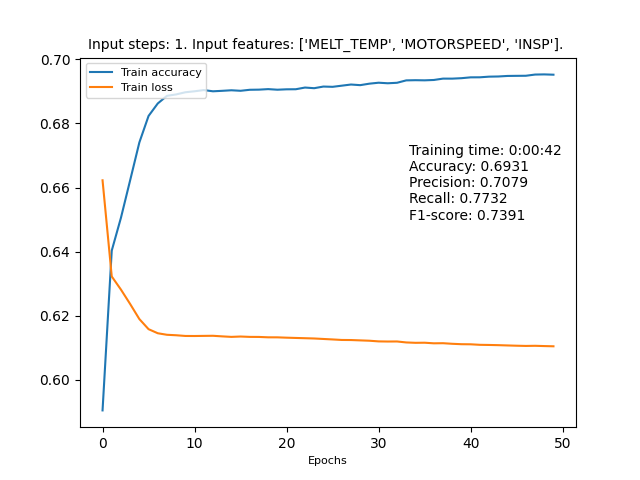 Input steps: 1. Input features: ['MELT_TEMP', 'MOTORSPEED', 'INSP'].
0.70
0.68
0.66
0.64
0.62
0.60
Train accuracy
Train loss
Training time: 0:00:42
Accuracy: 0.6931
Precision: 0.7079
Recall: 0.7732
F1-score: 0.7391
0 10 20 30 40 50
Epochs